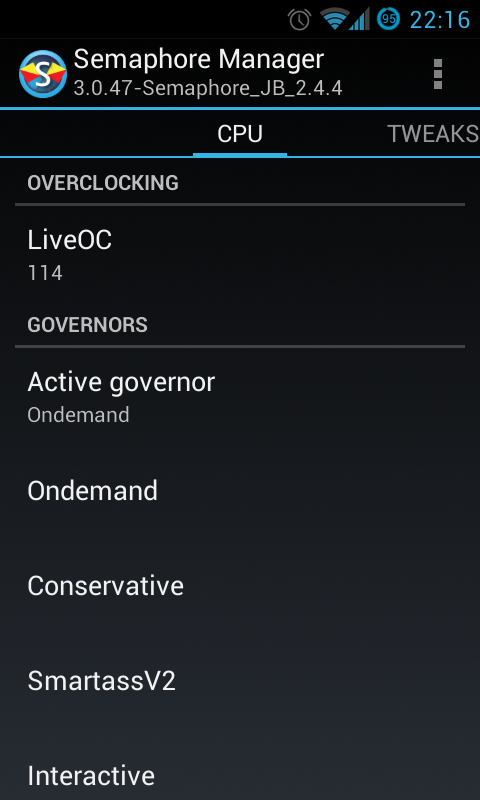 95 22:16
Semaphore Manager
3.0.47-Semaphore_JB_2.4.4
CPU TWEAKS
OVERCLOCKING
LiveOC
114
GOVERNORS
Active governor
Ondemand
Ondemand
Conservative
SmartassV2
Interactive